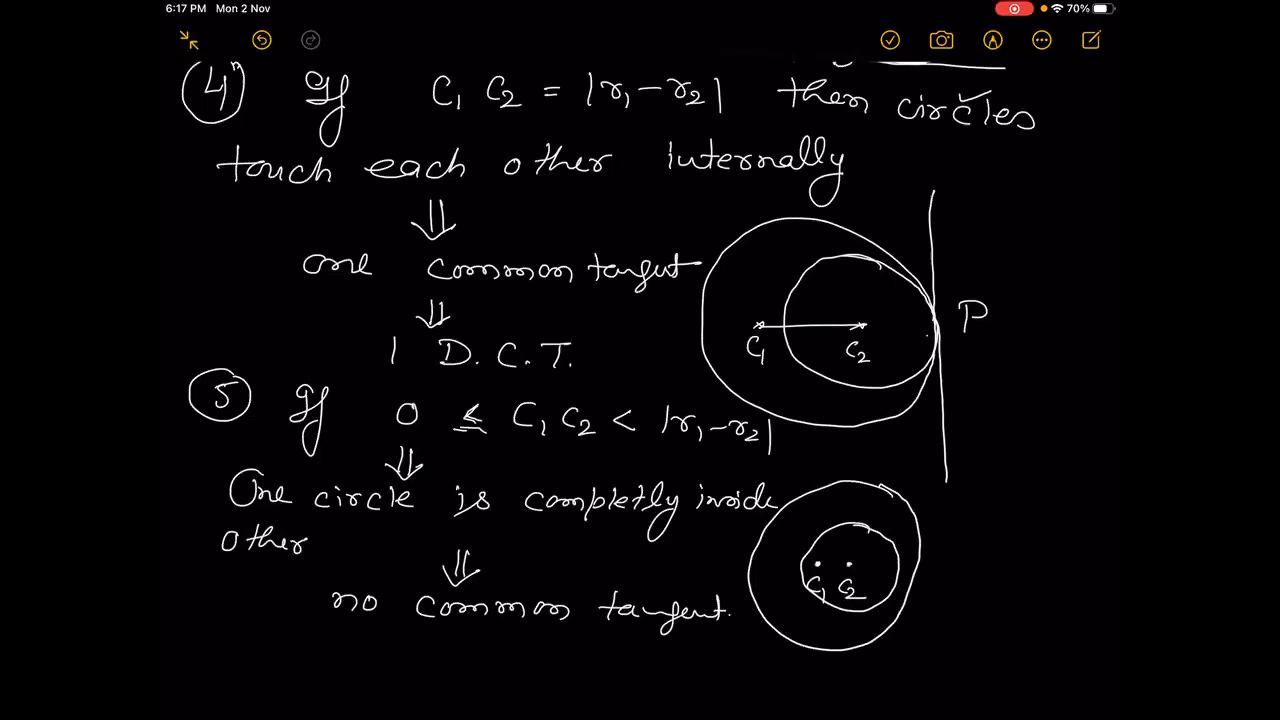 6:17 PM Mon 2 Nov
70%
4 If C1 C2 = |r1 - r2| then circles
touch each other Internally
⇓
one common tangent
⇓
1 D. C. T.
P
C1 C2
5 If 0 ≤ C1 C2 < |r1 - r2|
⇓
One circle is completly inside
other
⇓
no common tangent.
C1 C2